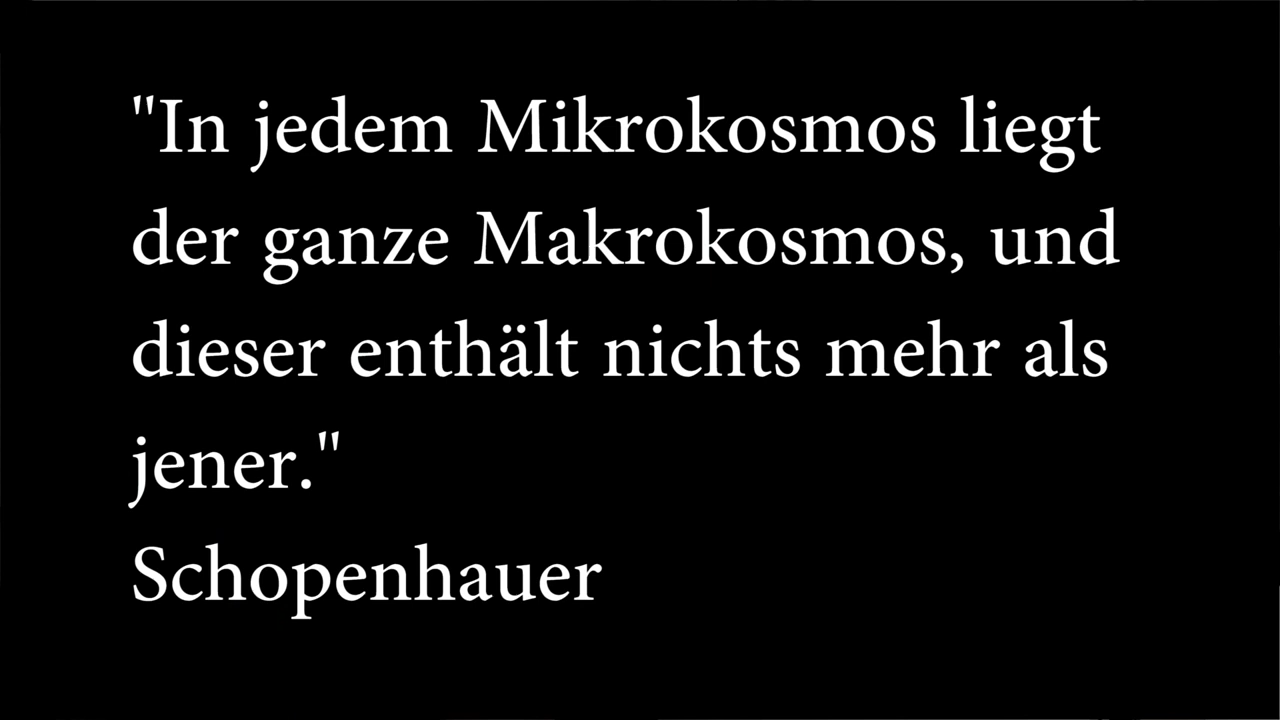 "In jedem Mikrokosmos liegt
der ganze Makrokosmos, und
dieser enthält nichts mehr als
jener."
Schopenhauer